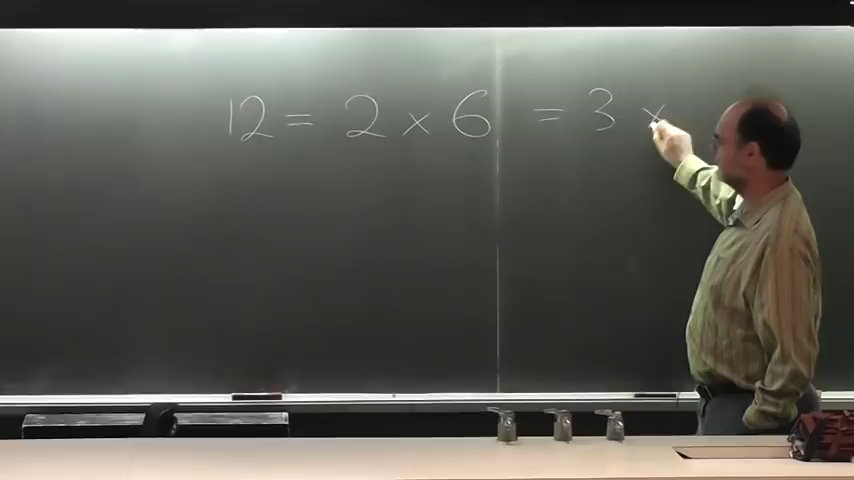 12 = 2 × 6 = 3 ×